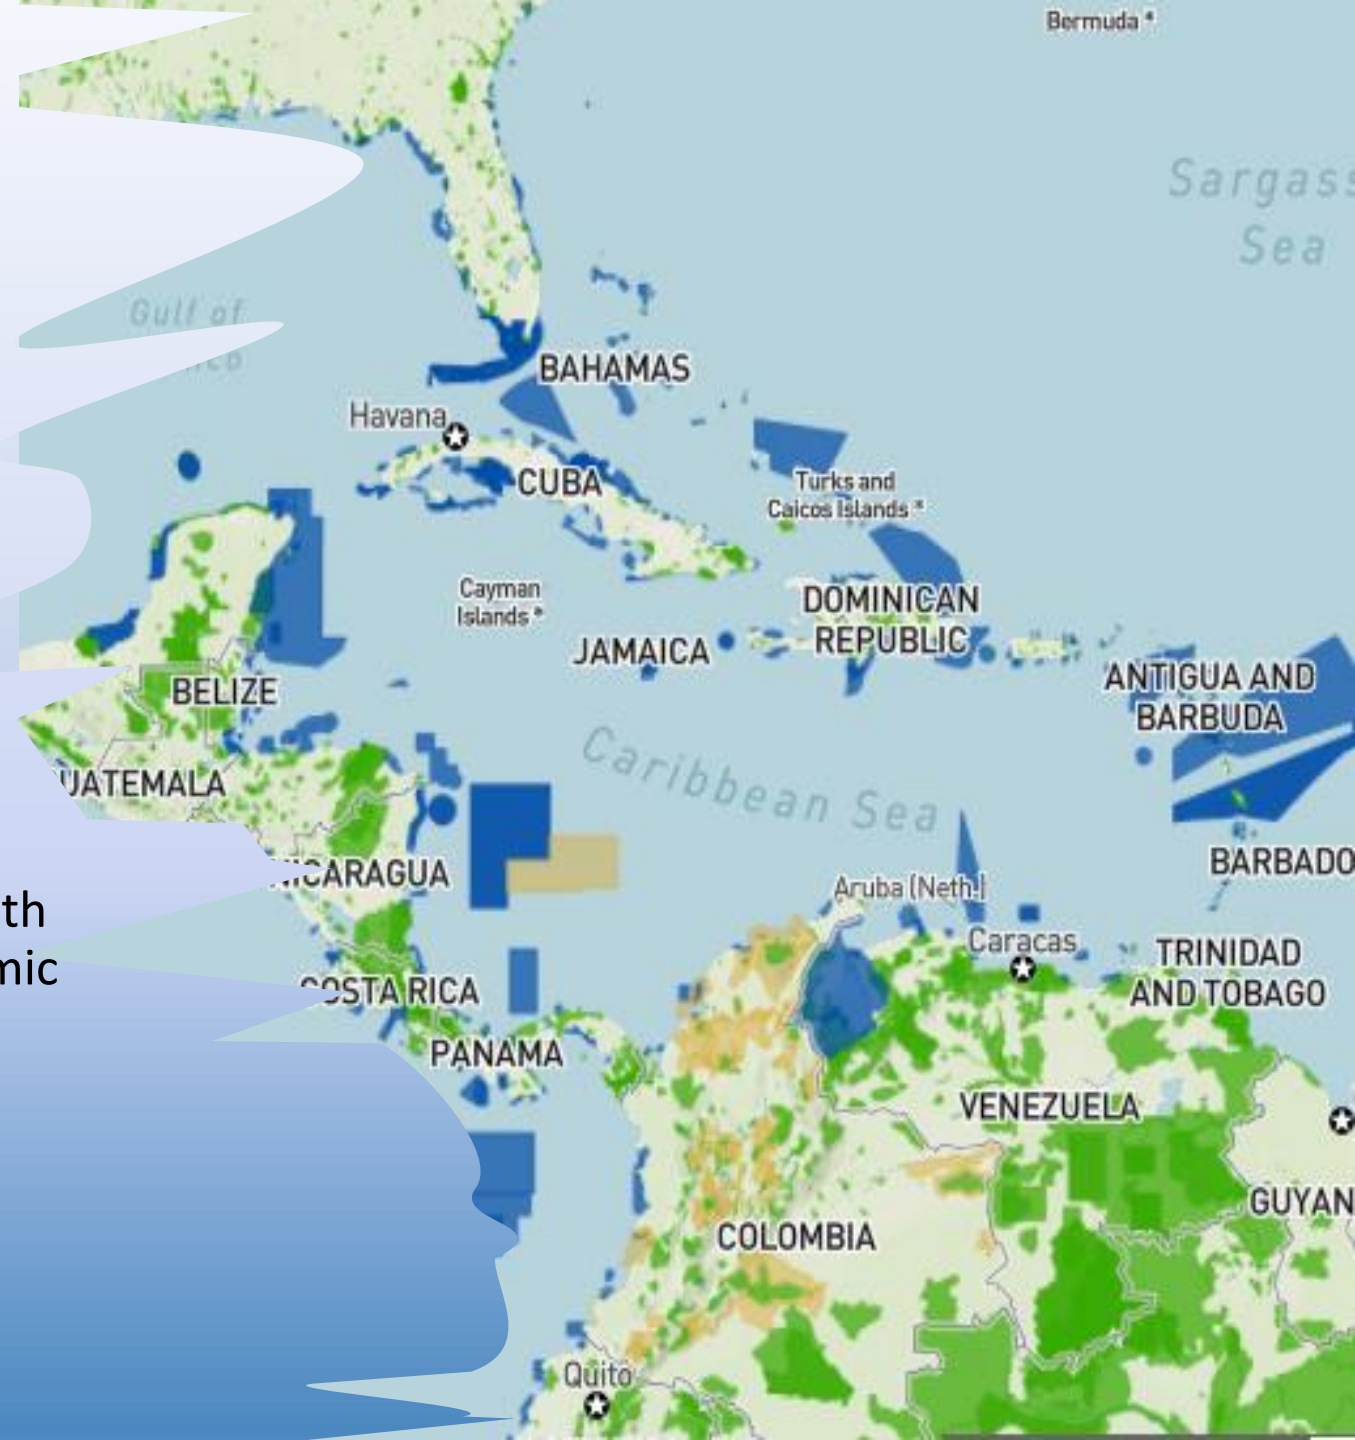 Bermuda *
Sargass
Sea
Gulf of
BAHAMAS
Havana
CUBA
Turks and
Caicos Islands *
Cayman
Islands *
DOMINICAN
REPUBLIC
JAMAICA
ANTIGUA AND
BARBUDA
BELIZE
Caribbean Sea
UATEMALA
BARBADO
NICARAGUA
Aruba (Neth.)
th
mic
Caracas
TRINIDAD
AND TOBAGO
COSTA RICA
PANAMA
VENEZUELA
GUYAN
COLOMBIA
Quito